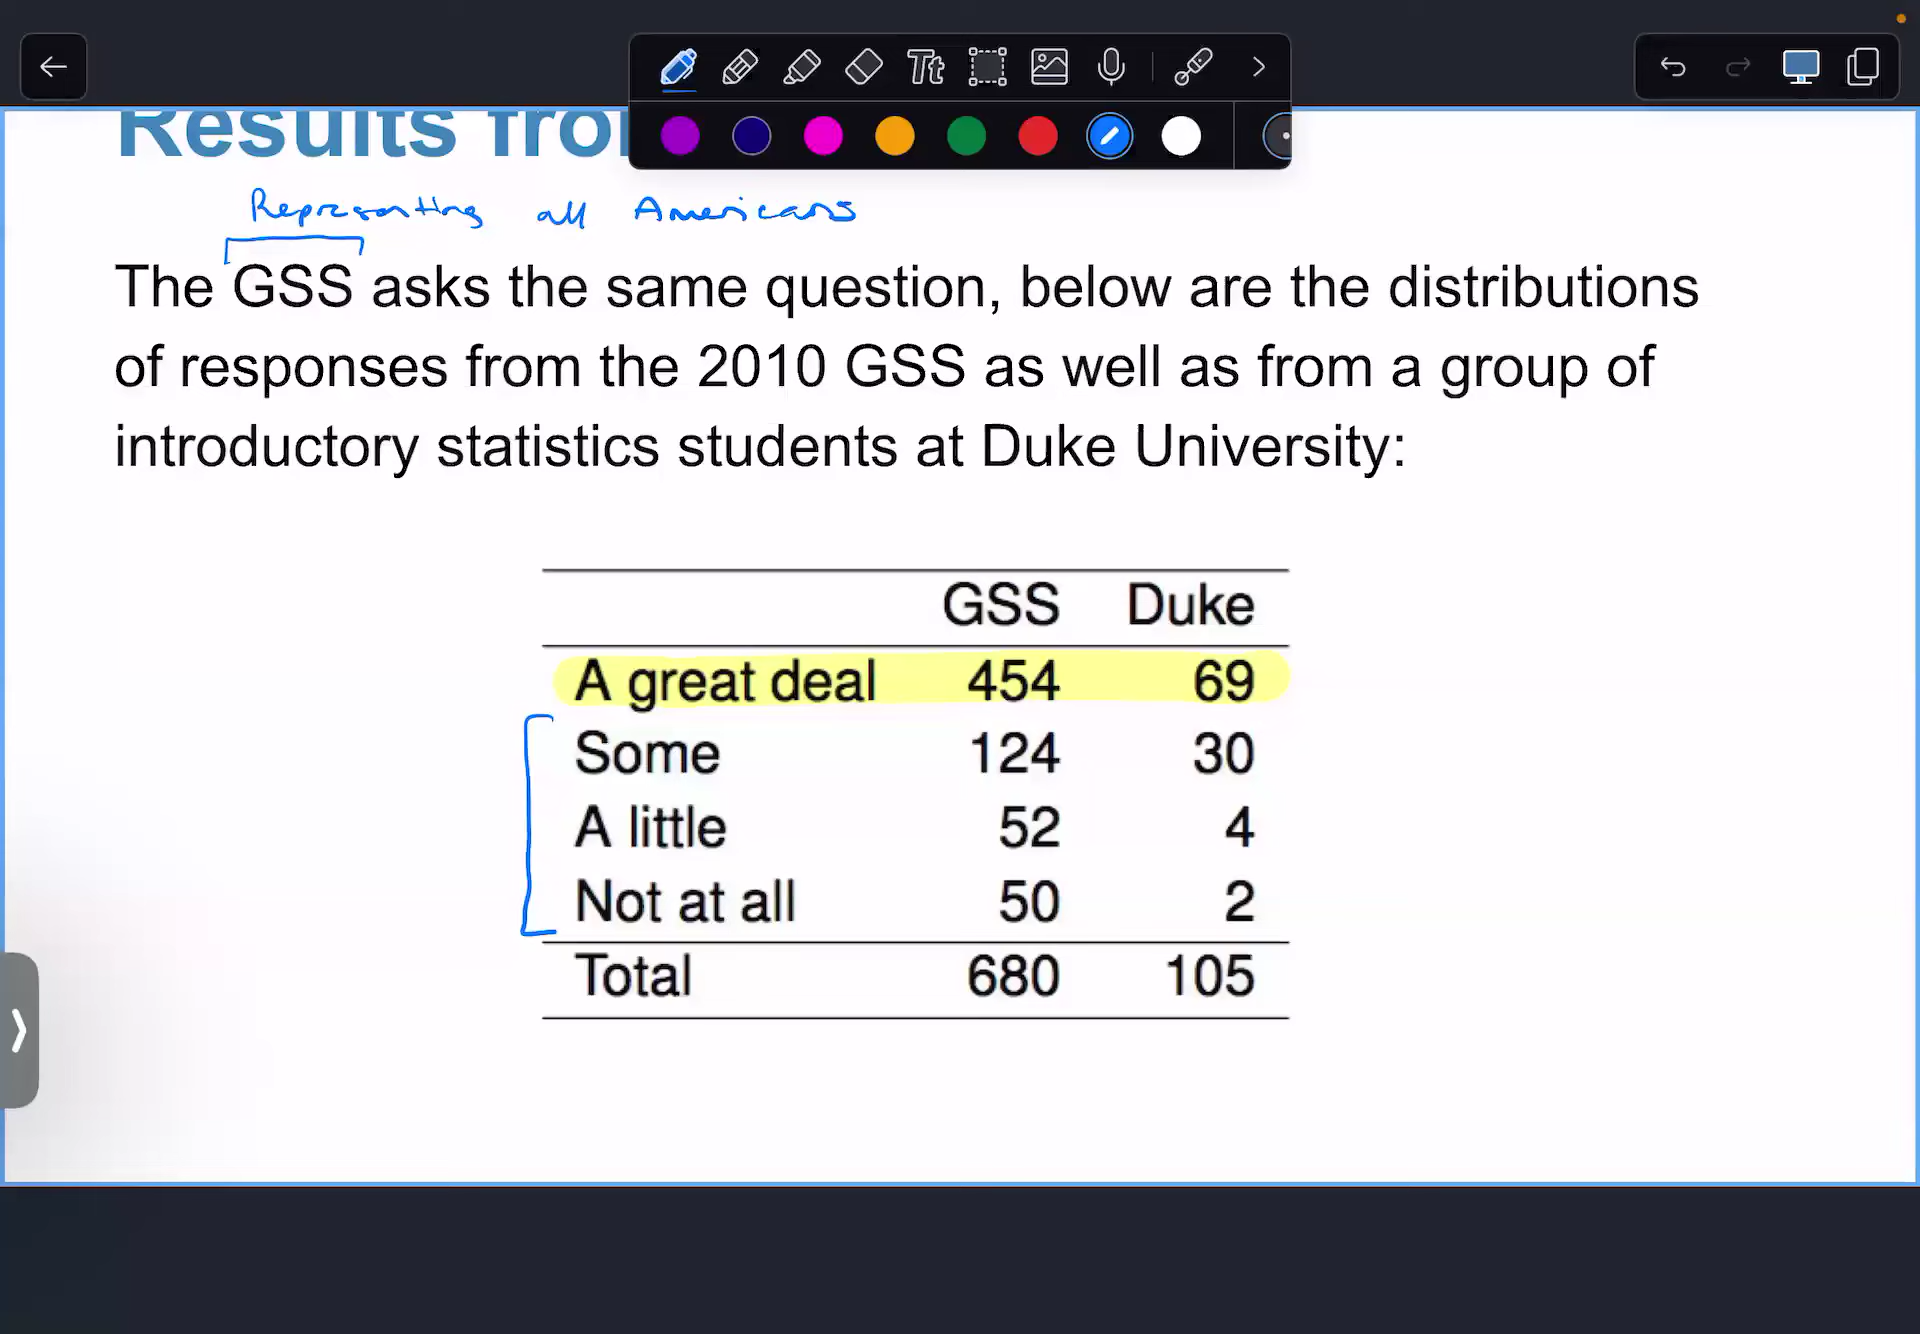 Tt
Results
Representing all Americans
The GSS asks the same question, below are the distributions
of responses from the 2010 GSS as well as from a group of
introductory statistics students at Duke University:
GSS Duke
A great deal 454 69
Some 124 30
A little 52 4
Not at all 50 2
Total 680 105